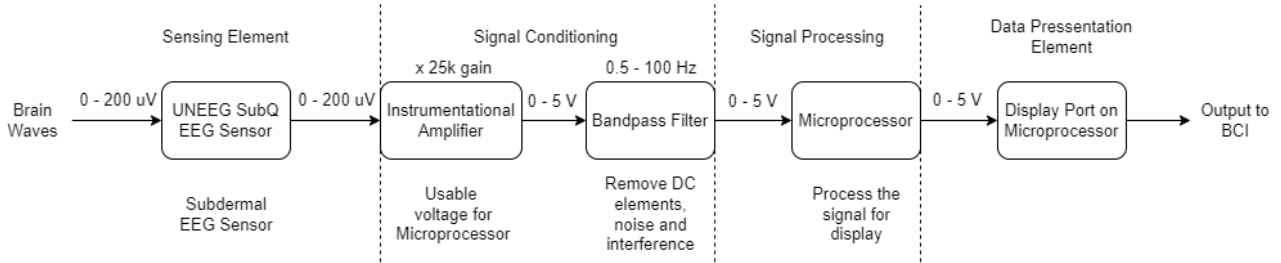 Sensing Element
Signal Conditioning
Signal Processing
Data Pressentation
Element
x 25k gain
0.5 - 100 Hz
Brain
Waves
0 - 200 uV
UNEEG SubQ
EEG Sensor
0 - 200 uV
Instrumentational
Amplifier
0 - 5 V
Bandpass Filter
0 - 5 V
Microprocessor
0 - 5 V
Display Port on
Microprocessor
Output to
BCI
Subdermal
EEG Sensor
Usable
voltage for
Microprocessor
Remove DC
elements,
noise and
interference
Process the
signal for
display